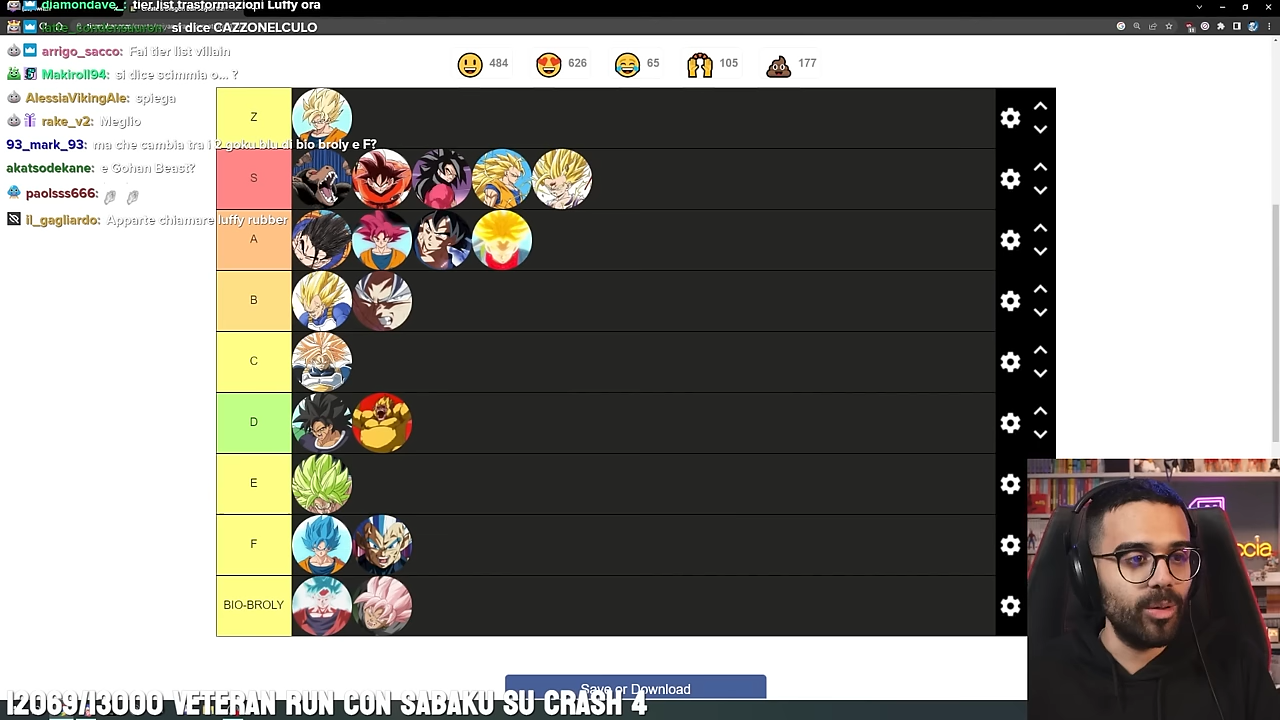 djamondave_: tier list trasformazioni Luffy ora
si dice CAZZONELCULO
arrigo_sacco: Fai tier list villain
Makiroll94: si dice scimmia o... ?
AlessiaVikingAle: spiega
rake_v2: Meglio
93_mark_93: ma che cambia tra i 2 goku blu di bio broly e F?
akatsodekane: e Gohan Beast?
paolsss666:
il_gagliardo: Apparte chiamare luffy rubber
484 626 65 105 177
Z
S
A
B
C
D
E
F
BIO-BROLY
Save or Download
12069/13000 VETERAN RUN CON SABAKU SU CRASH 4